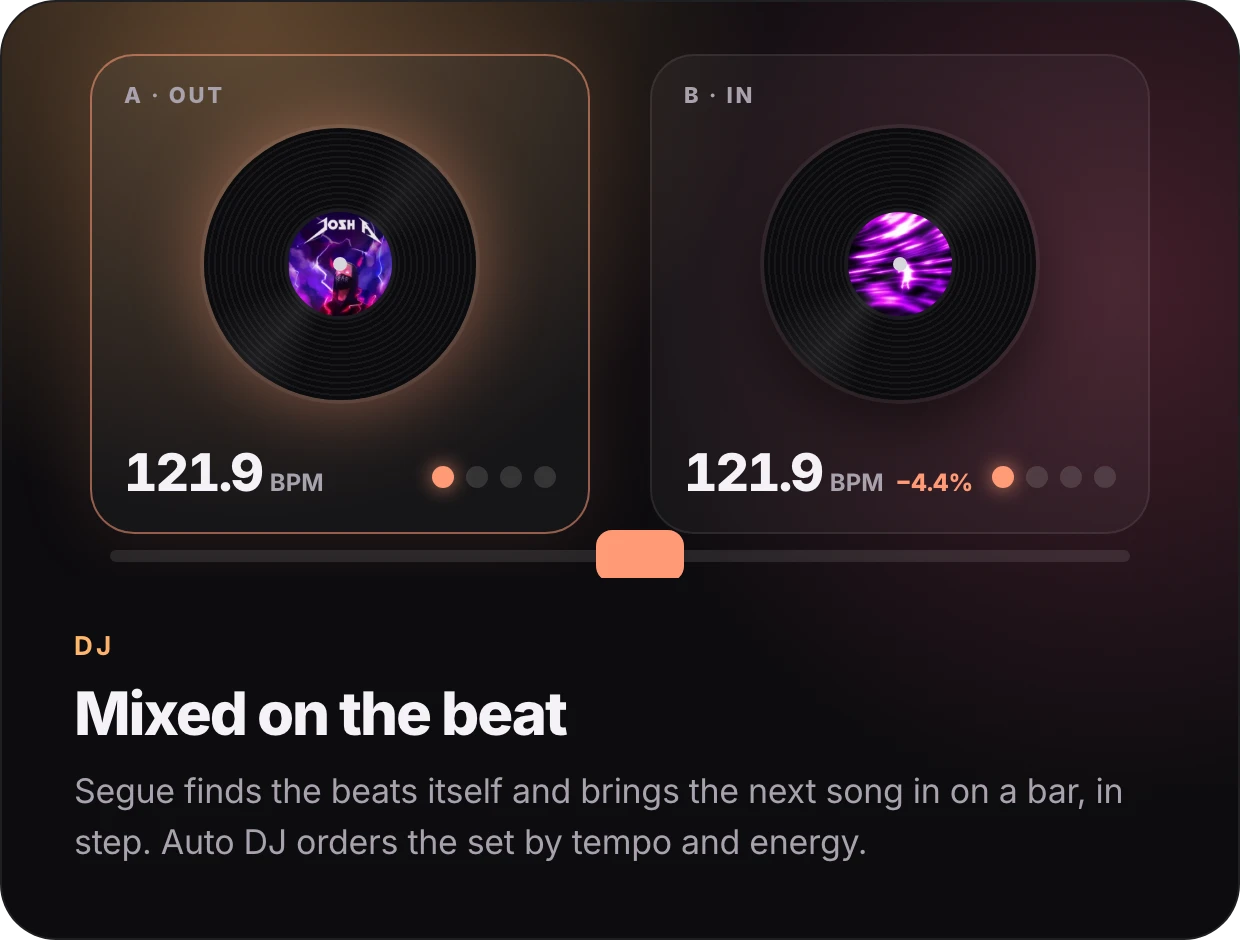 A · OUT
B · IN
JOSH A
121.9 BPM
121.9 BPM −4.4%
DJ
Mixed on the beat
Segue finds the beats itself and brings the next song in on a bar, in
step. Auto DJ orders the set by tempo and energy.